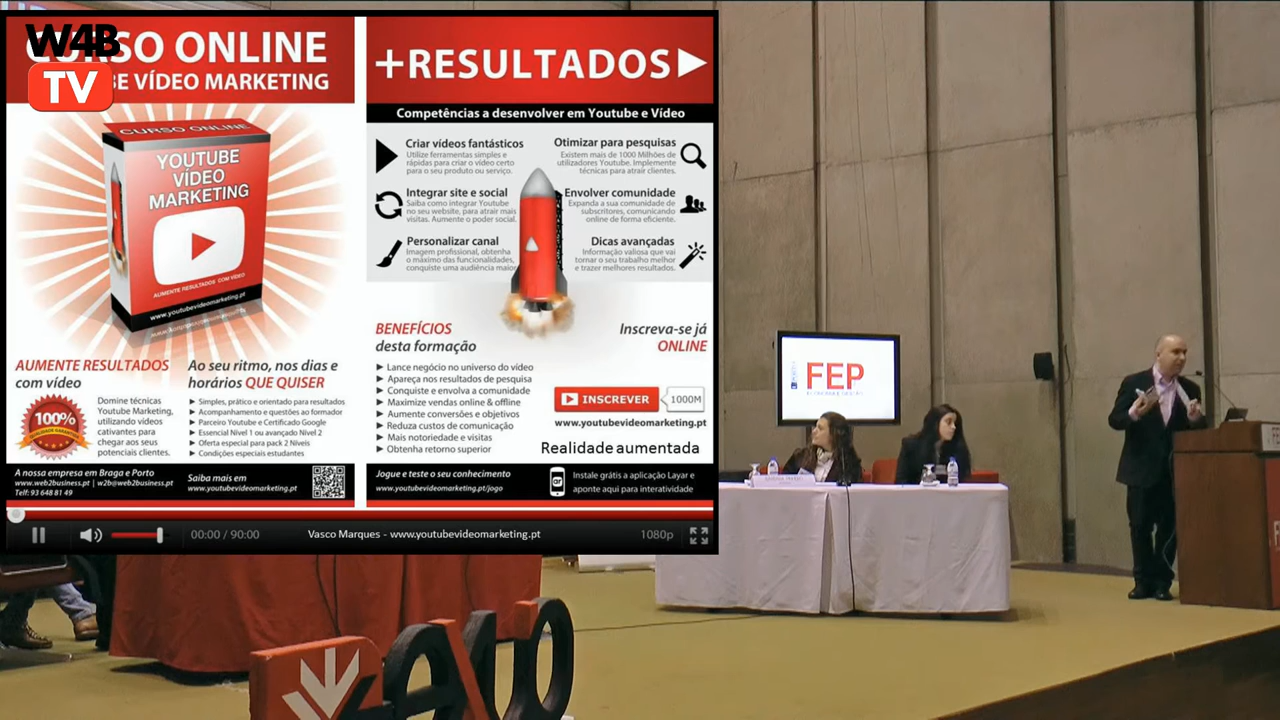 W4B
TV
CURSO ONLINE
BE VÍDEO MARKETING
CURSO ONLINE
YOUTUBE
VÍDEO
MARKETING
AUMENTE RESULTADOS COM VÍDEO
www.youtubevideomarketing.pt
AUMENTE RESULTADOS
com vídeo
100%
Domine técnicas
Youtube Marketing,
utilizando vídeos
cativantes para
chegar aos seus
potenciais clientes.
Ao seu ritmo, nos dias e
horários QUE QUISER
Simples, prático e orientado para resultados
Acompanhamento e questões ao formador
Parceiro Youtube e Certificado Google
Essencial Nível 1 ou avançado Nível 2
Oferta especial para pack 2 Níveis
Condições especiais estudantes
A nossa empresa em Braga e Porto
www.web2business.pt | w2b@web2business.pt
Telf: 93 648 81 49
Saiba mais em
www.youtubevideomarketing.pt
+RESULTADOS
Competências a desenvolver em Youtube e Vídeo
Criar vídeos fantásticos
Utilize ferramentas simples e
rápidas para criar o vídeo certo
para o seu produto ou serviço.
Otimizar para pesquisas
Existem mais de 1000 Milhões de
utilizadores Youtube. Implemente
técnicas para atrair clientes.
Integrar site e social
Saiba como integrar Youtube
no seu website, para atrair mais
visitas. Aumente o poder social.
Envolver comunidade
Expanda a sua comunidade de
subscritores, comunicando
online de forma eficiente.
Personalizar canal
Imagem profissional, obtenha
o máximo das funcionalidades,
conquiste uma audiência maior
Dicas avançadas
Informação valiosa que vai
tornar o seu trabalho melhor
e trazer melhores resultados.
BENEFÍCIOS
desta formação
Lance negócio no universo do vídeo
Apareça nos resultados de pesquisa
Conquiste e envolva a comunidade
Maximize vendas online & offline
Aumente conversões e objetivos
Reduza custos de comunicação
Mais notoriedade e visitas
Obtenha retorno superior
Inscreva-se já
ONLINE
INSCREVER
1000M
www.youtubevideomarketing.pt
Realidade aumentada
Jogue e teste o seu conhecimento
www.youtubevideomarketing.pt/jogo
Instale grátis a aplicação Layar e
aponte aqui para interatividade
00:00 / 90:00
Vasco Marques - www.youtubevideomarketing.pt
1080p
FEP